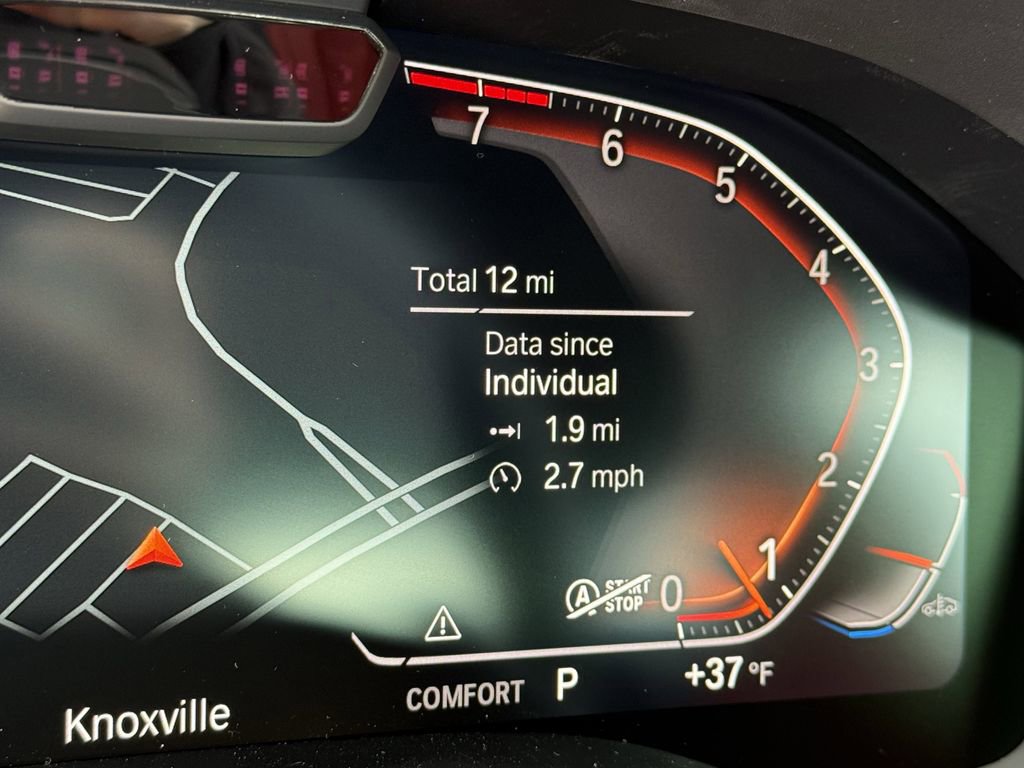 7
6
5
4
3
2
1
0
Total 12 mi
Data since
Individual
1.9 mi
2.7 mph
A START
STOP
COMFORT P +37 °F
Knoxville